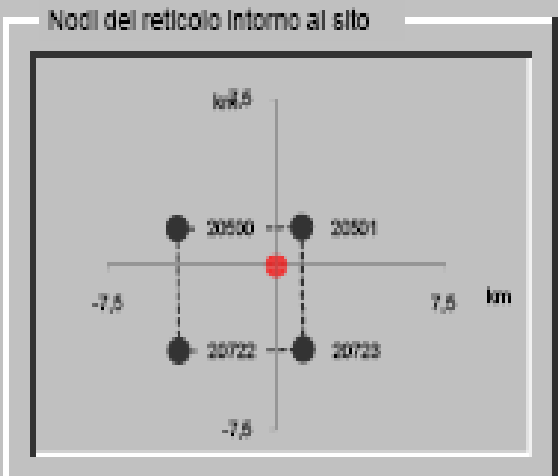 Nodi del reticolo intorno al sito
km 7,5
20500 20501
-7,5 7,5 km
20722 20723
-7,5